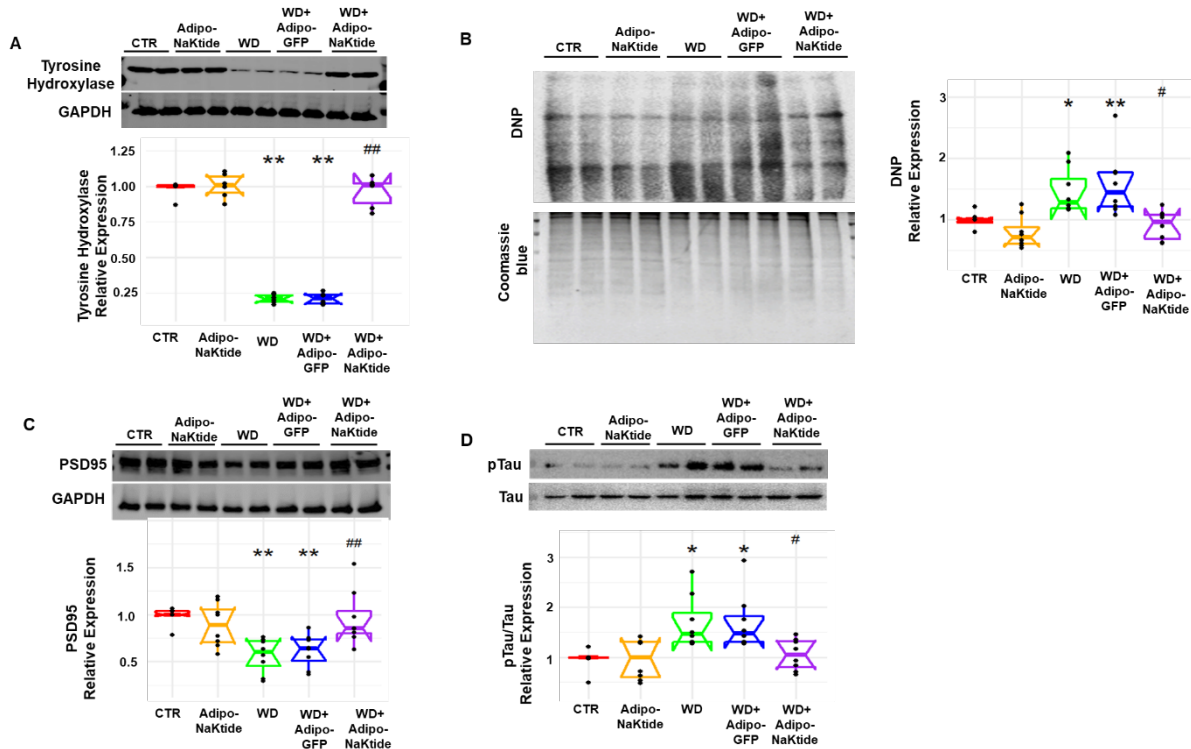 A
CTR
Adipo-
NaKtide
WD
WD+
Adipo-
GFP
WD+
Adipo-
NaKtide
Tyrosine
Hydroxylase
GAPDH
Tyrosine Hydroxylase
Relative Expression
1.25
1.00
0.75
0.50
0.25
**
**
##
CTR
Adipo-
NaKtide
WD
WD+
Adipo-
GFP
WD+
Adipo-
NaKtide
B
CTR
Adipo-
NaKtide
WD
WD+
Adipo-
GFP
WD+
Adipo-
NaKtide
DNP
Coomassie
blue
DNP
Relative Expression
3
2
1
*
**
#
CTR
Adipo-
NaKtide
WD
WD+
Adipo-
GFP
WD+
Adipo-
NaKtide
C
CTR
Adipo-
NaKtide
WD
WD+
Adipo-
GFP
WD+
Adipo-
NaKtide
PSD95
GAPDH
PSD95
Relative Expression
1.5
1.0
0.5
**
**
##
CTR
Adipo-
NaKtide
WD
WD+
Adipo-
GFP
WD+
Adipo-
NaKtide
D
CTR
Adipo-
NaKtide
WD
WD+
Adipo-
GFP
WD+
Adipo-
NaKtide
pTau
Tau
pTau/Tau
Relative Expression
3
2
1
*
*
#
CTR
Adipo-
NaKtide
WD
WD+
Adipo-
GFP
WD+
Adipo-
NaKtide